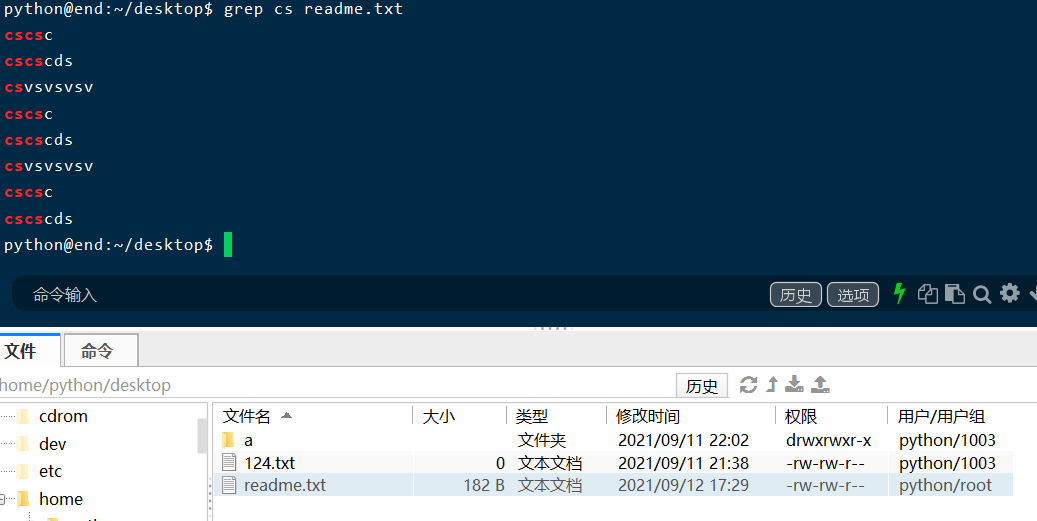 python@end:~/desktop$ grep cs readme.txt
cscsc
cscscds
csvsvsvsv
cscsc
cscscds
csvsvsvsv
cscsc
cscscds
python@end:~/desktop$
命令输入 历史 选项
文件 命令
home/python/desktop 历史
cdrom
dev
etc
home
文件名 大小 类型 修改时间 权限 用户/用户组
a 文件夹 2021/09/11 22:02 drwxrwxr-x python/1003
124.txt 0 文本文档 2021/09/11 21:38 -rw-rw-r-- python/1003
readme.txt 182 B 文本文档 2021/09/12 17:29 -rw-rw-r-- python/root